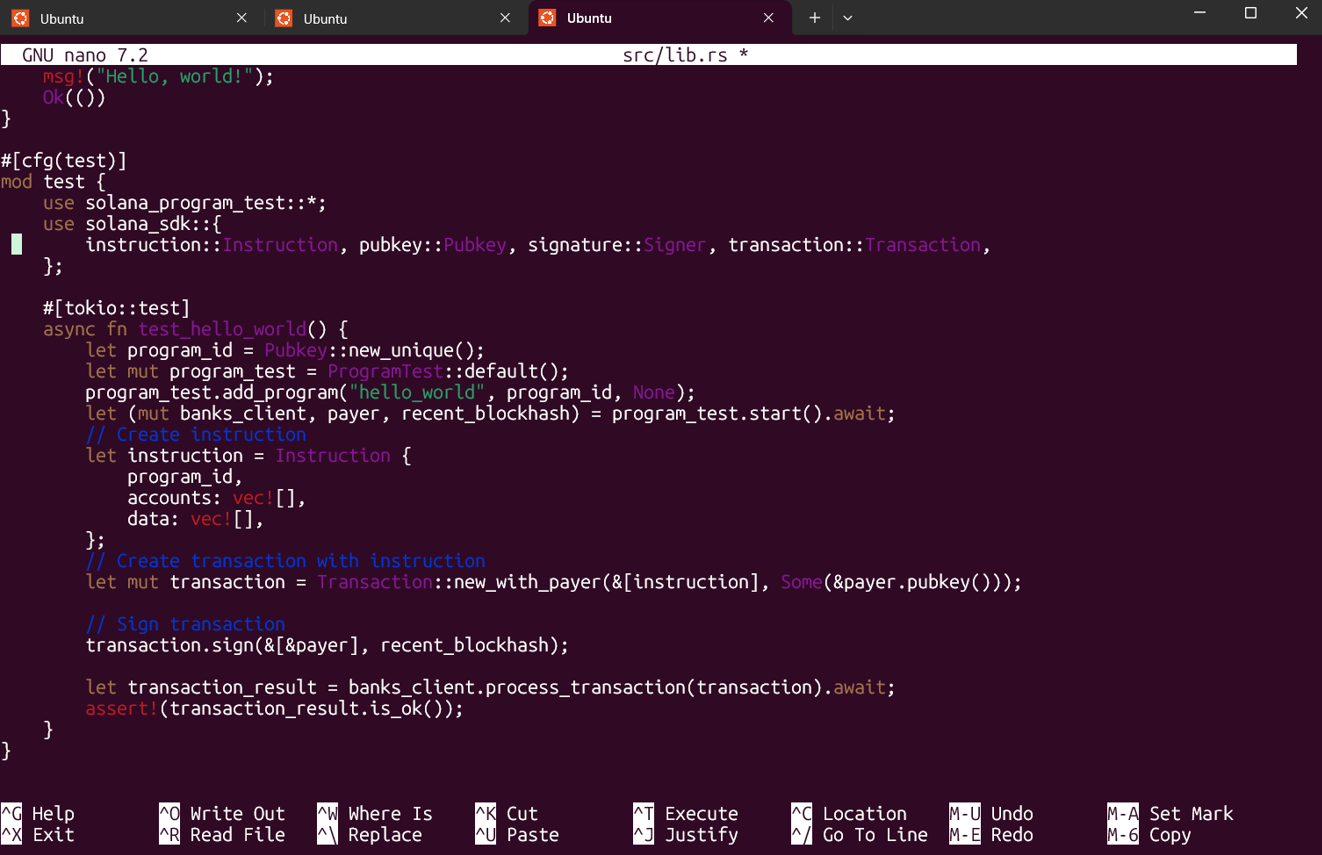 Ubuntu Ubuntu Ubuntu
GNU nano 7.2 src/lib.rs *
    msg!("Hello, world!");
    Ok(())
}

#[cfg(test)]
mod test {
    use solana_program_test::*;
    use solana_sdk::{
        instruction::Instruction, pubkey::Pubkey, signature::Signer, transaction::Transaction,
    };

    #[tokio::test]
    async fn test_hello_world() {
        let program_id = Pubkey::new_unique();
        let mut program_test = ProgramTest::default();
        program_test.add_program("hello_world", program_id, None);
        let (mut banks_client, payer, recent_blockhash) = program_test.start().await;
        // Create instruction
        let instruction = Instruction {
            program_id,
            accounts: vec![],
            data: vec![],
        };
        // Create transaction with instruction
        let mut transaction = Transaction::new_with_payer(&[instruction], Some(&payer.pubkey()));

        // Sign transaction
        transaction.sign(&[&payer], recent_blockhash);

        let transaction_result = banks_client.process_transaction(transaction).await;
        assert!(transaction_result.is_ok());
    }
}

^G Help ^O Write Out ^W Where Is ^K Cut ^T Execute ^C Location M-U Undo M-A Set Mark
^X Exit ^R Read File ^\ Replace ^U Paste ^J Justify ^/ Go To Line M-E Redo M-6 Copy